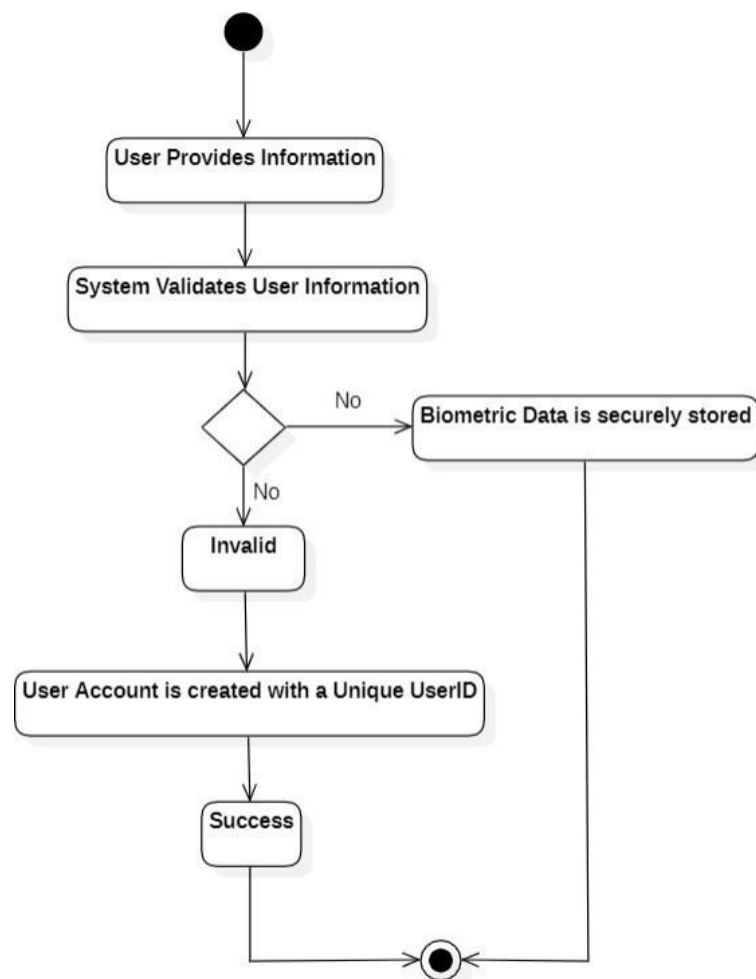 User Provides Information
System Validates User Information
No
Biometric Data is securely stored
No
Invalid
User Account is created with a Unique UserID
Success